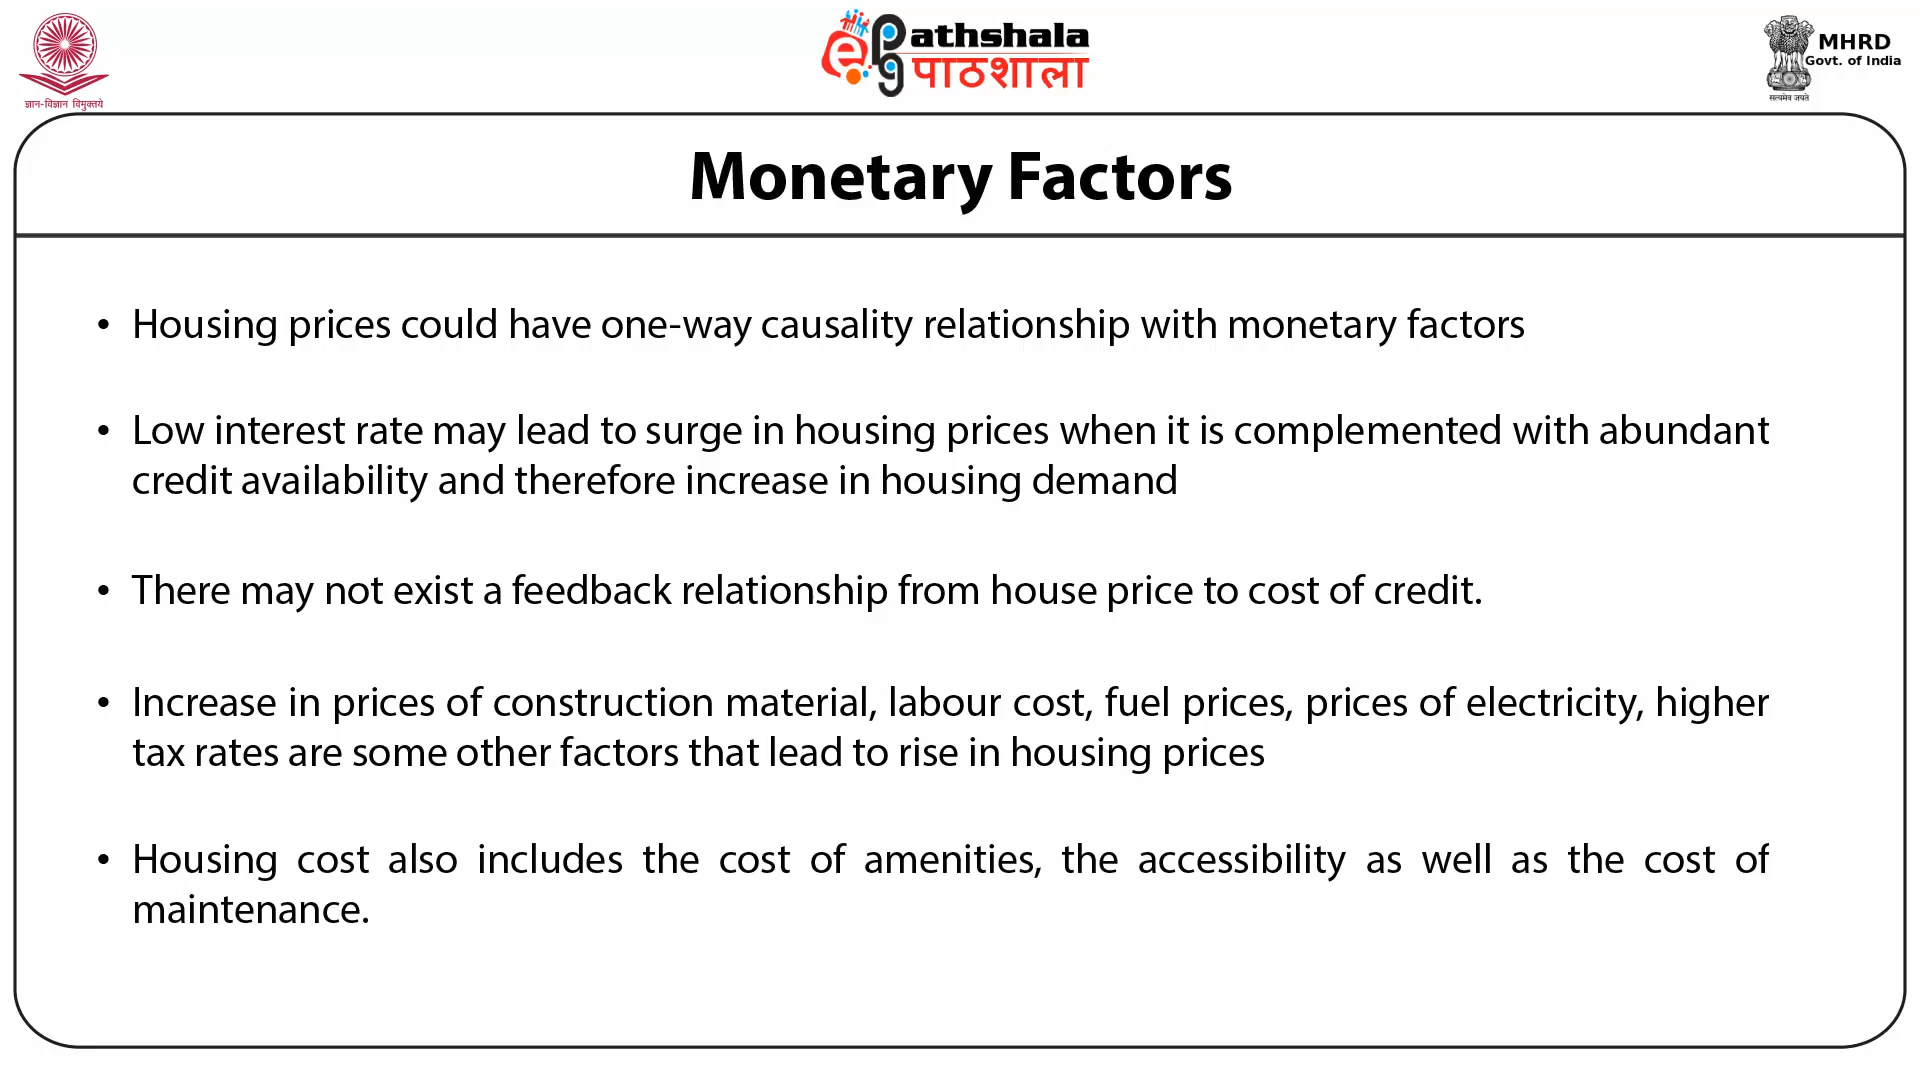 ज्ञान-विज्ञान विमुक्तये
ePathshala
पाठशाला
MHRD
Govt. of India
सत्यमेव जयते
Monetary Factors
• Housing prices could have one-way causality relationship with monetary factors
• Low interest rate may lead to surge in housing prices when it is complemented with abundant
credit availability and therefore increase in housing demand
• There may not exist a feedback relationship from house price to cost of credit.
• Increase in prices of construction material, labour cost, fuel prices, prices of electricity, higher
tax rates are some other factors that lead to rise in housing prices
• Housing cost also includes the cost of amenities, the accessibility as well as the cost of
maintenance.